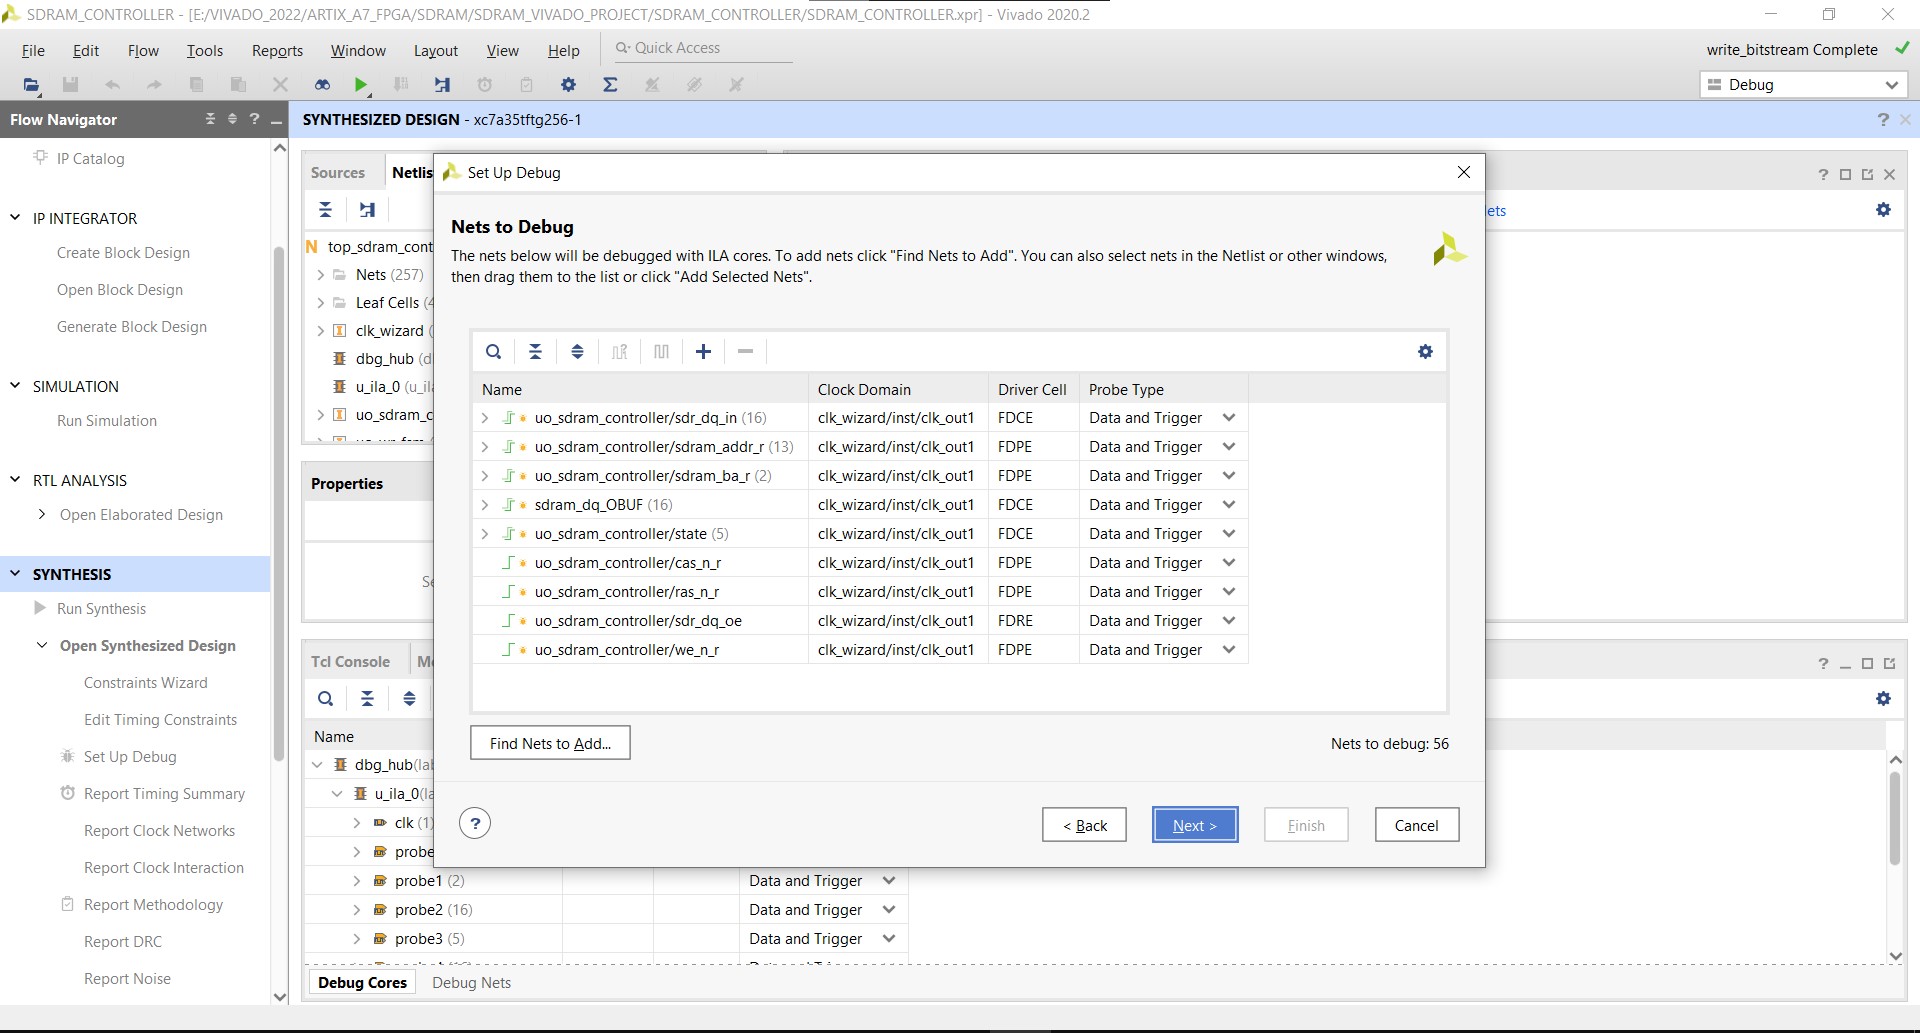 SDRAM_CONTROLLER - [E:/VIVADO_2022/ARTIX_A7_FPGA/SDRAM/SDRAM_VIVADO_PROJECT/SDRAM_CONTROLLER/SDRAM_CONTROLLER.xpr] - Vivado 2020.2
File Edit Flow Tools Reports Window Layout View Help Quick Access
write_bitstream Complete
Debug
Flow Navigator
SYNTHESIZED DESIGN - xc7a35tftg256-1
IP Catalog
IP INTEGRATOR
Create Block Design
Open Block Design
Generate Block Design
SIMULATION
Run Simulation
RTL ANALYSIS
Open Elaborated Design
SYNTHESIS
Run Synthesis
Open Synthesized Design
Constraints Wizard
Edit Timing Constraints
Set Up Debug
Report Timing Summary
Report Clock Networks
Report Clock Interaction
Report Methodology
Report DRC
Report Noise
Sources Netlis
top_sdram_cont
Nets (257)
Leaf Cells (4
clk_wizard (
dbg_hub (d
u_ila_0 (u_il
uo_sdram_c
Properties
Se
ets
Set Up Debug
Nets to Debug
The nets below will be debugged with ILA cores. To add nets click "Find Nets to Add". You can also select nets in the Netlist or other windows,
then drag them to the list or click "Add Selected Nets".
Name Clock Domain Driver Cell Probe Type
uo_sdram_controller/sdr_dq_in (16) clk_wizard/inst/clk_out1 FDCE Data and Trigger
uo_sdram_controller/sdram_addr_r (13) clk_wizard/inst/clk_out1 FDPE Data and Trigger
uo_sdram_controller/sdram_ba_r (2) clk_wizard/inst/clk_out1 FDPE Data and Trigger
sdram_dq_OBUF (16) clk_wizard/inst/clk_out1 FDCE Data and Trigger
uo_sdram_controller/state (5) clk_wizard/inst/clk_out1 FDCE Data and Trigger
uo_sdram_controller/cas_n_r clk_wizard/inst/clk_out1 FDPE Data and Trigger
uo_sdram_controller/ras_n_r clk_wizard/inst/clk_out1 FDPE Data and Trigger
uo_sdram_controller/sdr_dq_oe clk_wizard/inst/clk_out1 FDRE Data and Trigger
uo_sdram_controller/we_n_r clk_wizard/inst/clk_out1 FDPE Data and Trigger
Find Nets to Add...
Nets to debug: 56
< Back Next > Finish Cancel
Tcl Console M
Name
dbg_hub(la
u_ila_0(la
clk (1)
probe
probe1 (2) Data and Trigger
probe2 (16) Data and Trigger
probe3 (5) Data and Trigger
Debug Cores Debug Nets